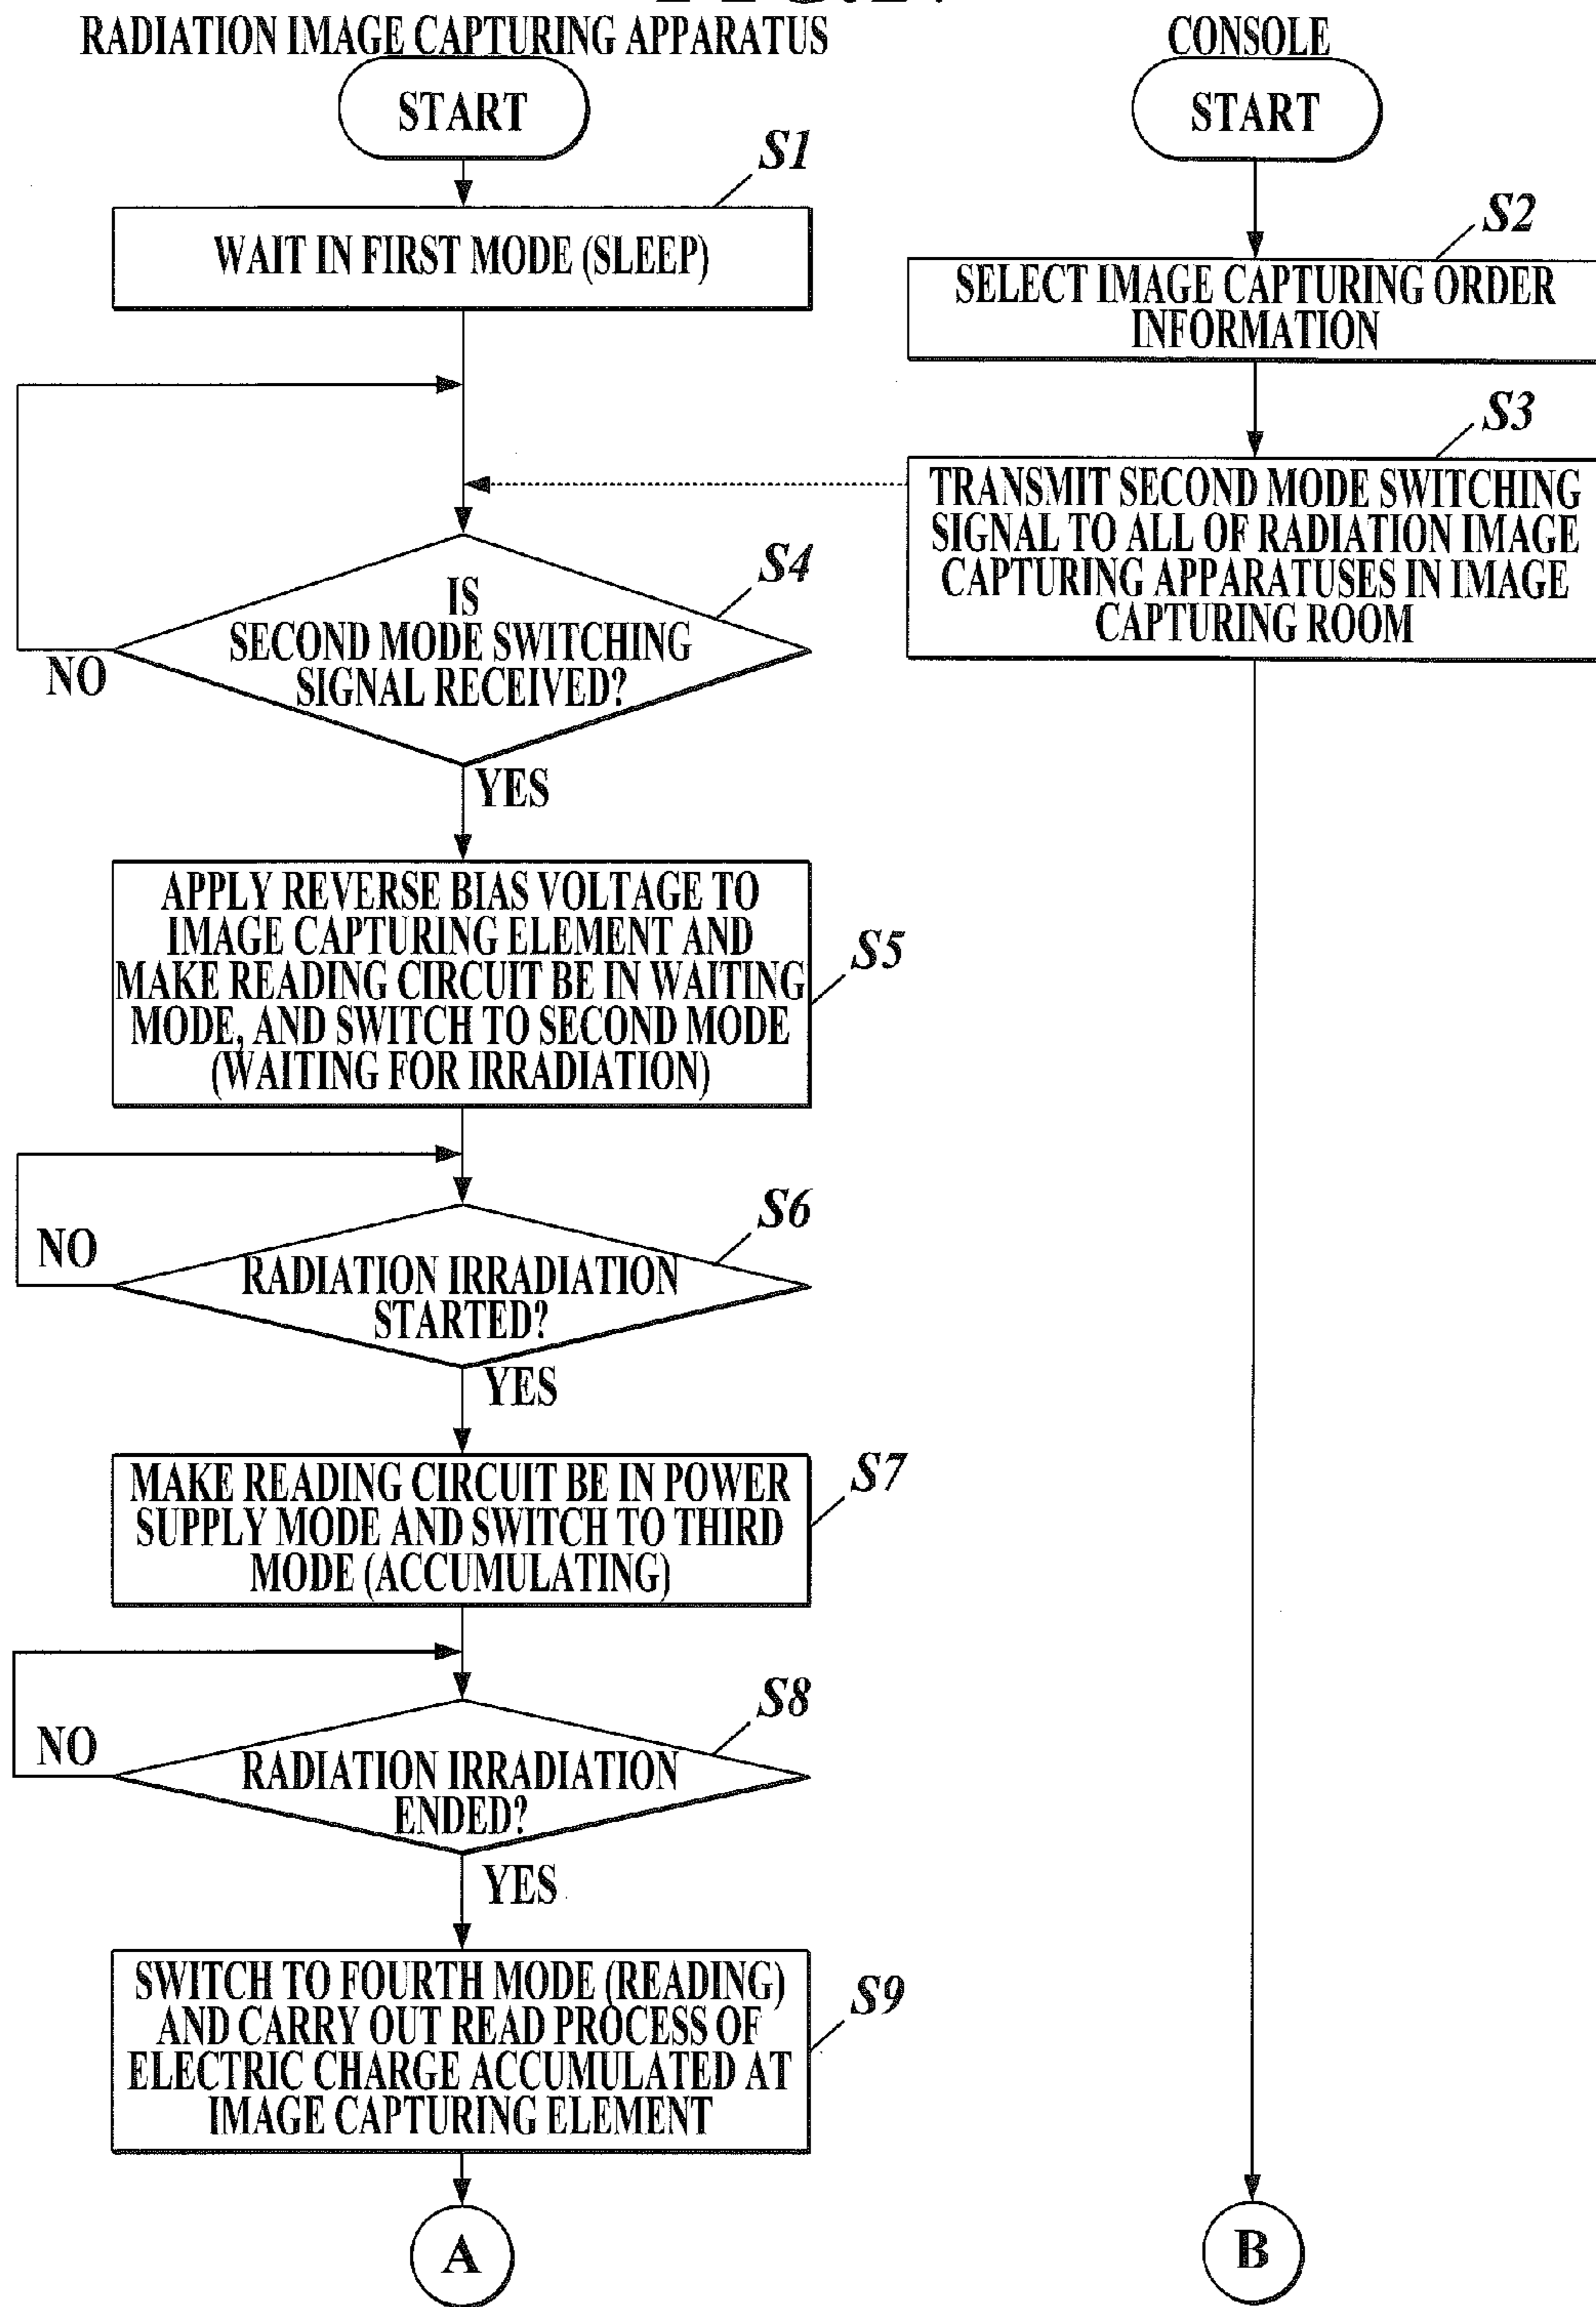 RADIATION IMAGE CAPTURING APPARATUS
START
S1
WAIT IN FIRST MODE (SLEEP)
S4
IS
SECOND MODE SWITCHING
SIGNAL RECEIVED?
NO
YES
APPLY REVERSE BIAS VOLTAGE TO
IMAGE CAPTURING ELEMENT AND
MAKE READING CIRCUIT BE IN WAITING
MODE, AND SWITCH TO SECOND MODE
(WAITING FOR IRRADIATION)
S5
S6
NO
RADIATION IRRADIATION
STARTED?
YES
MAKE READING CIRCUIT BE IN POWER
SUPPLY MODE AND SWITCH TO THIRD
MODE (ACCUMULATING)
S7
S8
NO
RADIATION IRRADIATION
ENDED?
YES
SWITCH TO FOURTH MODE (READING)
AND CARRY OUT READ PROCESS OF
ELECTRIC CHARGE ACCUMULATED AT
IMAGE CAPTURING ELEMENT
S9
A
CONSOLE
START
S2
SELECT IMAGE CAPTURING ORDER
INFORMATION
S3
TRANSMIT SECOND MODE SWITCHING
SIGNAL TO ALL OF RADIATION IMAGE
CAPTURING APPARATUSES IN IMAGE
CAPTURING ROOM
B